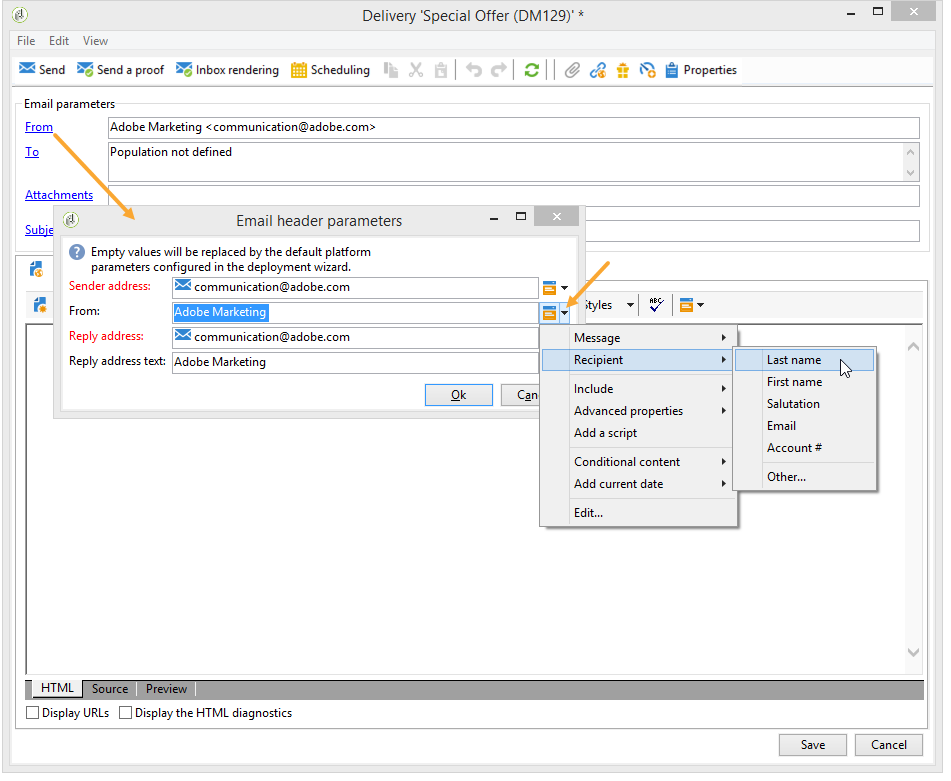 Delivery 'Special Offer (DM129)' *
File Edit View
Send Send a proof Inbox rendering Scheduling Properties
Email parameters
From Adobe Marketing <communication@adobe.com>
To Population not defined
Attachments
Subje
Email header parameters
Empty values will be replaced by the default platform
parameters configured in the deployment wizard.
Sender address: communication@adobe.com
From: Adobe Marketing
Styles ABC
Reply address: communication@adobe.com
Reply address text: Adobe Marketing
Ok Can
Message
Recipient
Include
Advanced properties
Add a script
Conditional content
Add current date
Edit...
Last name
First name
Salutation
Email
Account #
Other...
HTML Source Preview
Display URLs Display the HTML diagnostics
Save Cancel